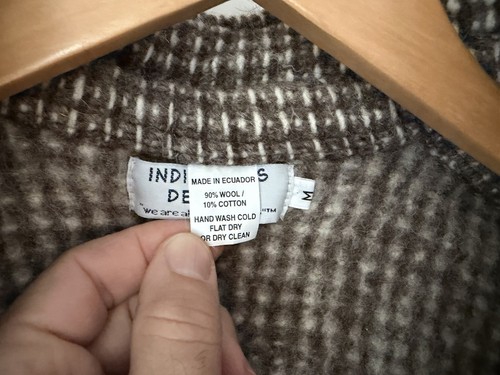 INDI S
DE
"we are al "™
M
MADE IN ECUADOR
90% WOOL /
10% COTTON
HAND WASH COLD
FLAT DRY
OR DRY CLEAN